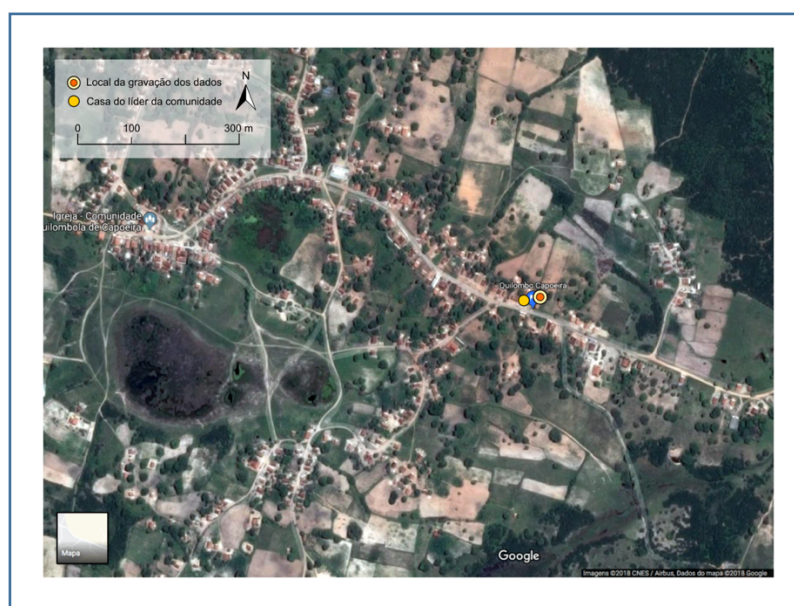 Local da gravação dos dados
N
Casa do líder da comunidade
0 100 300 m
Igreja - Comunidade
uilombola de Capoeira
Quilombo Capoeira
Mapa
Google
Imagens ©2018 CNES / Airbus, Dados do mapa ©2018 Google